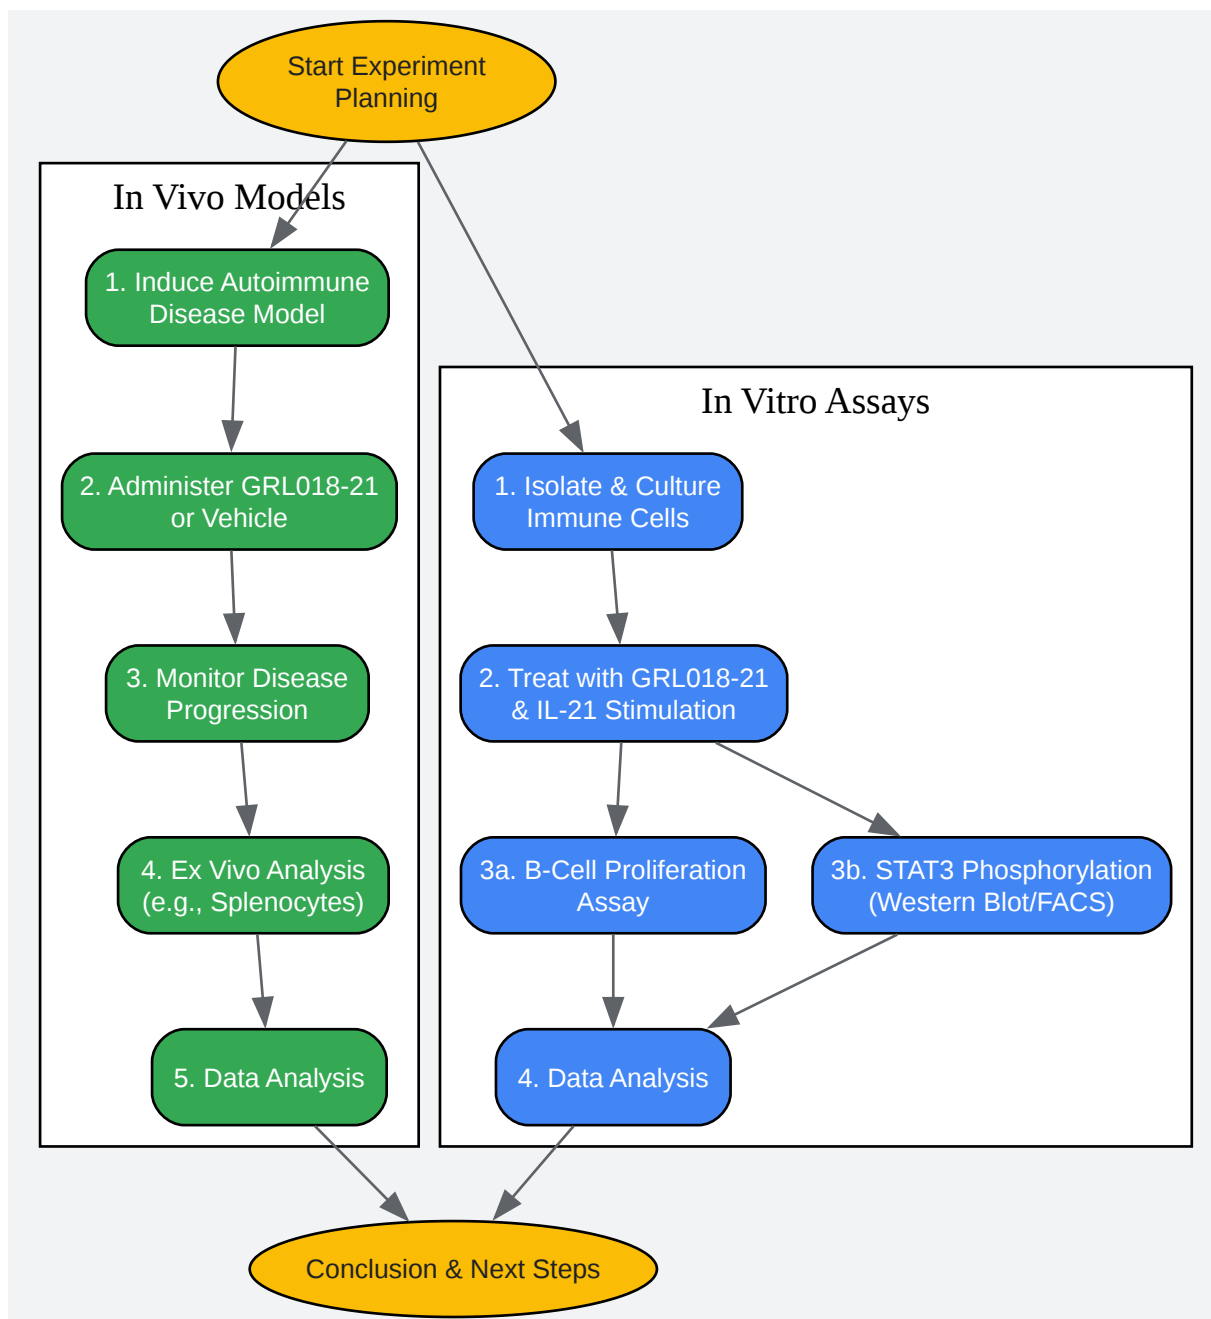 Start Experiment
Planning
In Vivo Models
1. Induce Autoimmune
Disease Model
2. Administer GRL018-21
or Vehicle
3. Monitor Disease
Progression
4. Ex Vivo Analysis
(e.g., Splenocytes)
5. Data Analysis
In Vitro Assays
1. Isolate & Culture
Immune Cells
2. Treat with GRL018-21
& IL-21 Stimulation
3a. B-Cell Proliferation
Assay
3b. STAT3 Phosphorylation
(Western Blot/FACS)
4. Data Analysis
Conclusion & Next Steps